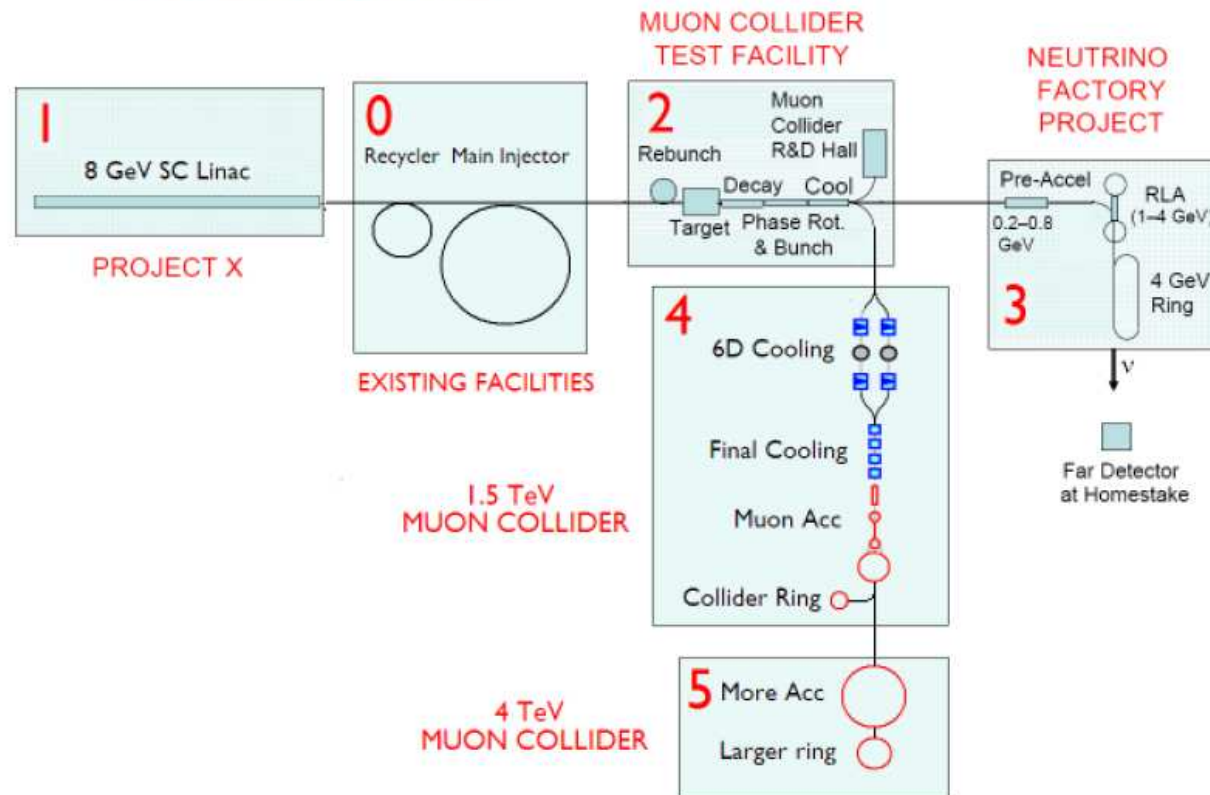 1
8 GeV SC Linac
PROJECT X
0
Recycler Main Injector
EXISTING FACILITIES
MUON COLLIDER
TEST FACILITY
2
Muon
Collider
R&D Hall
Rebunch
Decay
Cool
Target
Phase Rot.
& Bunch
NEUTRINO
FACTORY
PROJECT
Pre-Accel
0.2–0.8
GeV
RLA
(1–4 GeV)
3
4 GeV
Ring
ν
Far Detector
at Homestake
4
6D Cooling
Final Cooling
1.5 TeV
MUON COLLIDER
Muon Acc
Collider Ring
5
More Acc
4 TeV
MUON COLLIDER
Larger ring